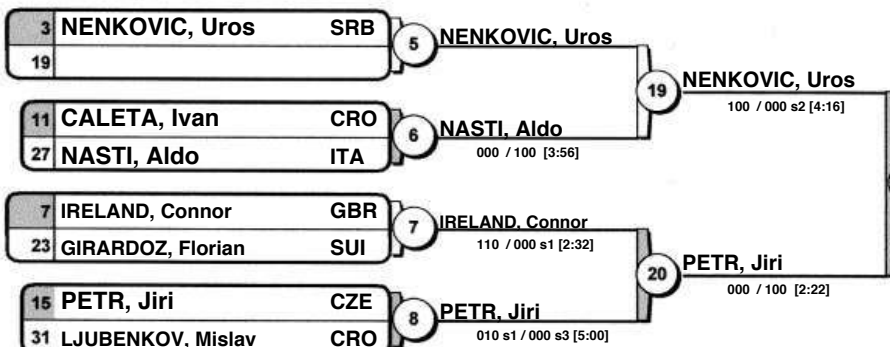 3 NENKOVIC, Uros SRB
19
5
NENKOVIC, Uros
11 CALETA, Ivan CRO
27 NASTI, Aldo ITA
6
NASTI, Aldo
000 / 100 [3:56]
19
NENKOVIC, Uros
100 / 000 s2 [4:16]
7 IRELAND, Connor GBR
23 GIRARDOZ, Florian SUI
7
IRELAND, Connor
110 / 000 s1 [2:32]
15 PETR, Jiri CZE
31 LJUBENKOV, Mislav CRO
8
PETR, Jiri
010 s1 / 000 s3 [5:00]
20
PETR, Jiri
000 / 100 [2:22]